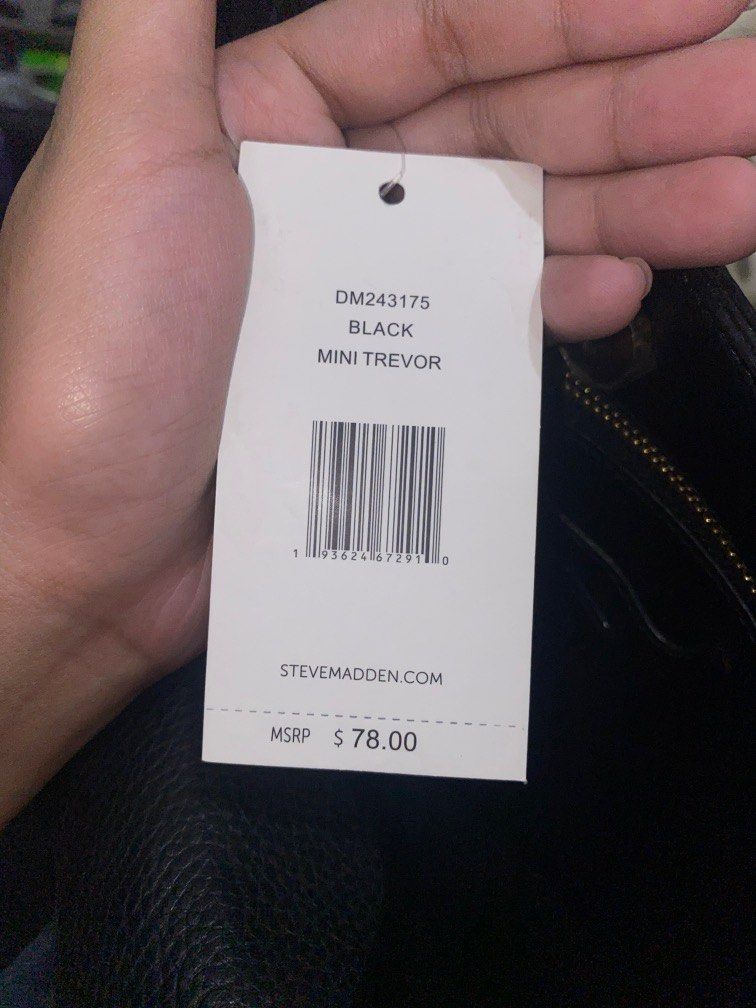 DM243175
BLACK
MINI TREVOR
1 93624 67291 0
STEVEMADDEN.COM
MSRP $ 78.00